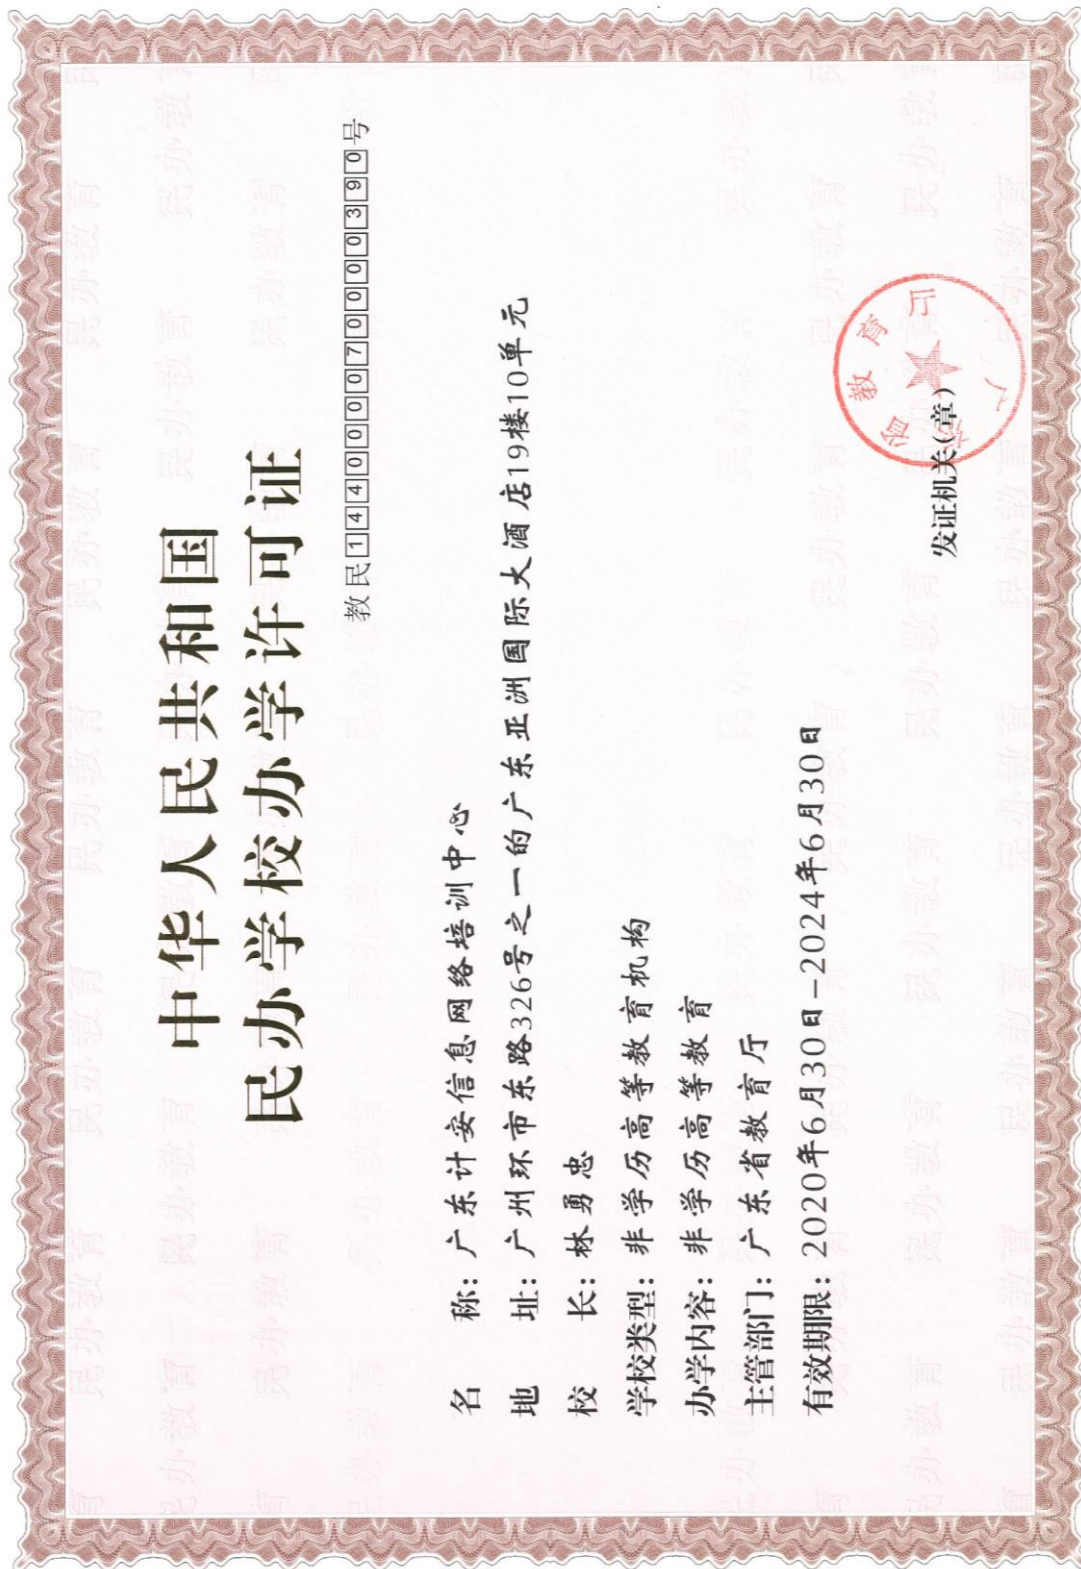 中华人民共和国
民办学校办学许可证
教民144000070000390号
名 称：广东计安信息网络培训中心
地 址：广州环市东路326号之一的广东亚洲国际大酒店19楼10单元
校 长：林勇忠
学校类型：非学历高等教育机构
办学内容：非学历高等教育
主管部门：广东省教育厅
有效期限：2020年6月30日-2024年6月30日
发证机关(章)
广东省教育厅